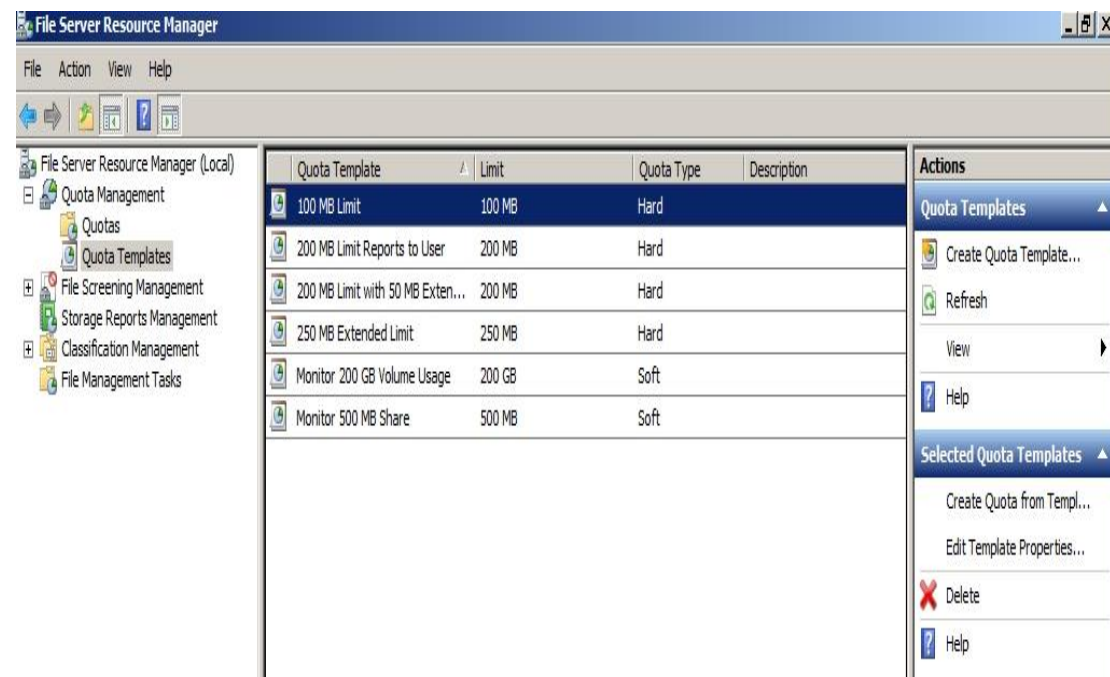 File Server Resource Manager
File Action View Help
File Server Resource Manager (Local)
Quota Management
Quotas
Quota Templates
File Screening Management
Storage Reports Management
Classification Management
File Management Tasks
Quota Template Limit Quota Type Description
100 MB Limit 100 MB Hard
200 MB Limit Reports to User 200 MB Hard
200 MB Limit with 50 MB Exten... 200 MB Hard
250 MB Extended Limit 250 MB Hard
Monitor 200 GB Volume Usage 200 GB Soft
Monitor 500 MB Share 500 MB Soft
Actions
Quota Templates
Create Quota Template...
Refresh
View
Help
Selected Quota Templates
Create Quota from Templ...
Edit Template Properties...
Delete
Help